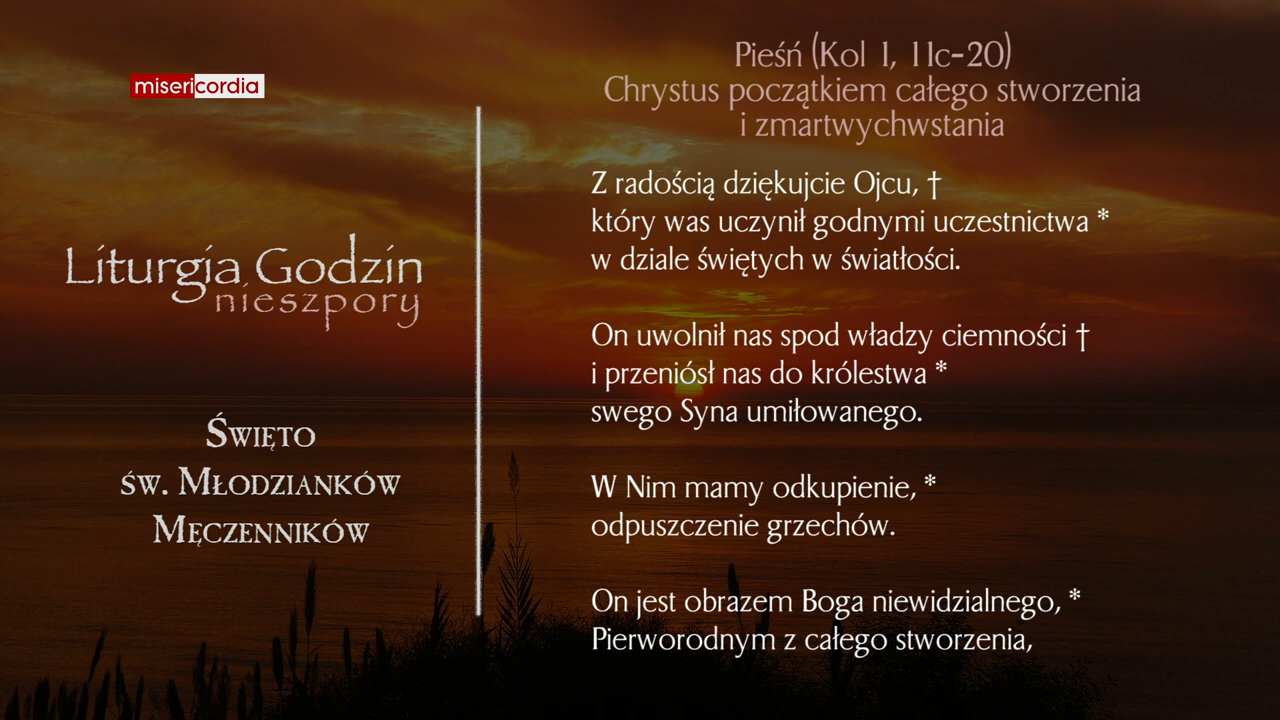 misericordia
Liturgia Godzin
nieszpory
Święto
św. Młodzianków
Męczenników
Pieśń (Kol 1, 11c-20)
Chrystus początkiem całego stworzenia
i zmartwychwstania
Z radością dziękujcie Ojcu, †
który was uczynił godnymi uczestnictwa *
w dziale świętych w światłości.
On uwolnił nas spod władzy ciemności †
i przeniósł nas do królestwa *
swego Syna umiłowanego.
W Nim mamy odkupienie, *
odpuszczenie grzechów.
On jest obrazem Boga niewidzialnego, *
Pierworodnym z całego stworzenia,